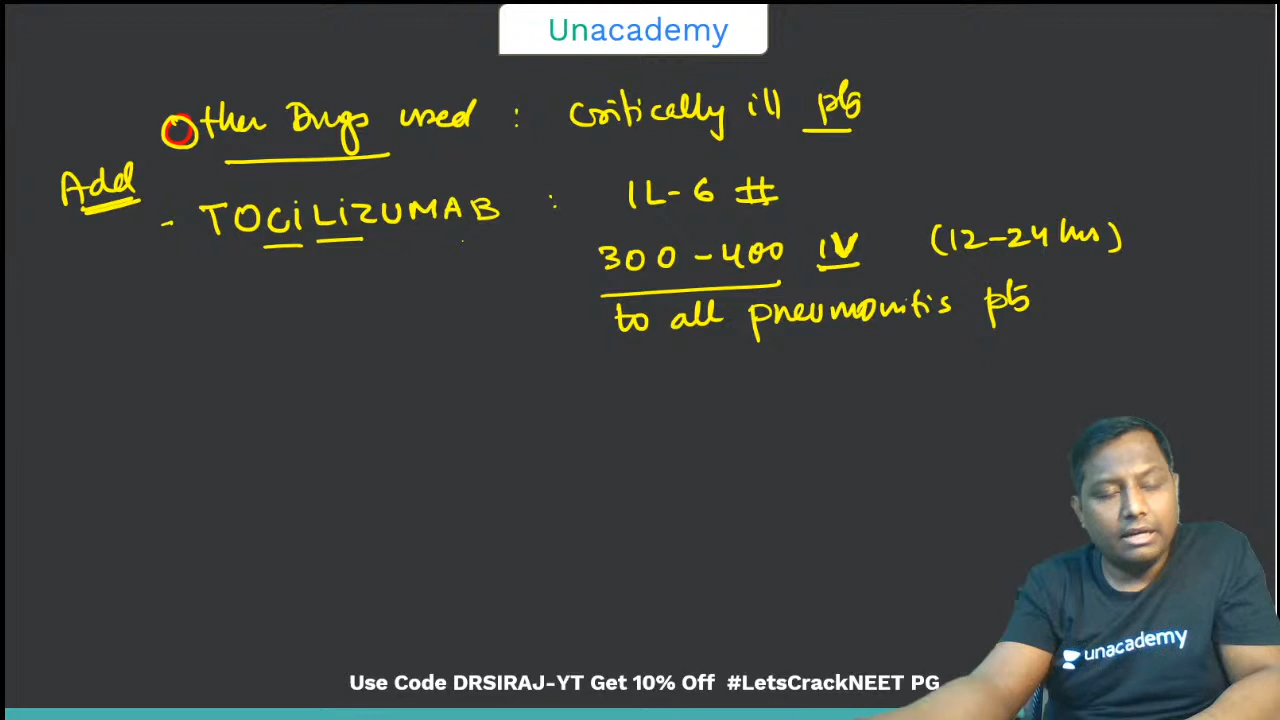 Unacademy
Other Drugs used : critically ill pts
Add
- TOCiLiZUMAB : IL-6 #
300-400 IV (12-24 hrs)
to all pneumonitis pts
unacademy
Use Code DRSIRAJ-YT Get 10% Off #LetsCrackNEET PG